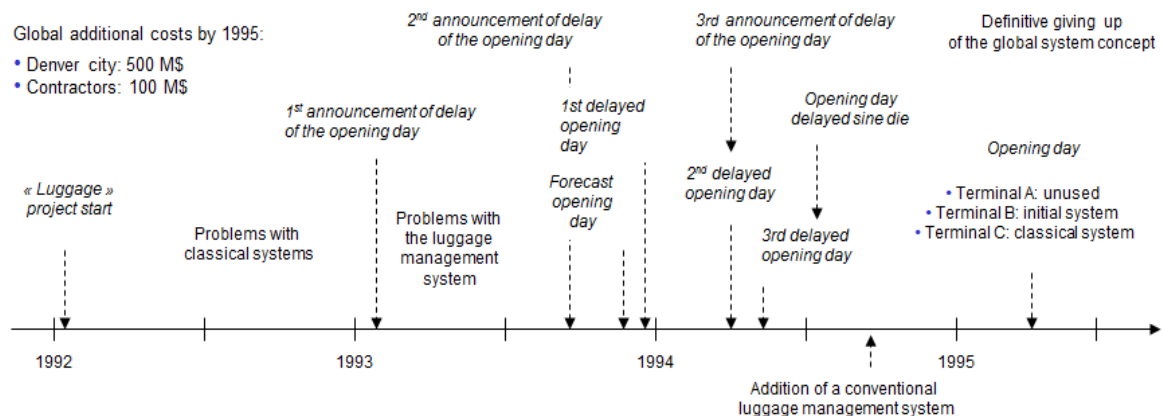 Global additional costs by 1995:
• Denver city: 500 M$
• Contractors: 100 M$
2nd announcement of delay
of the opening day
3rd announcement of delay
of the opening day
Definitive giving up
of the global system concept
1st announcement of delay
of the opening day
1st delayed
opening
day
Opening day
delayed sine die
Opening day
« Luggage »
project start
Problems with
classical systems
Problems with
the luggage
management
system
Forecast
opening
day
2nd delayed
opening day
3rd delayed
opening day
• Terminal A: unused
• Terminal B: initial system
• Terminal C: classical system
1992
1993
1994
1995
Addition of a conventional
luggage management system